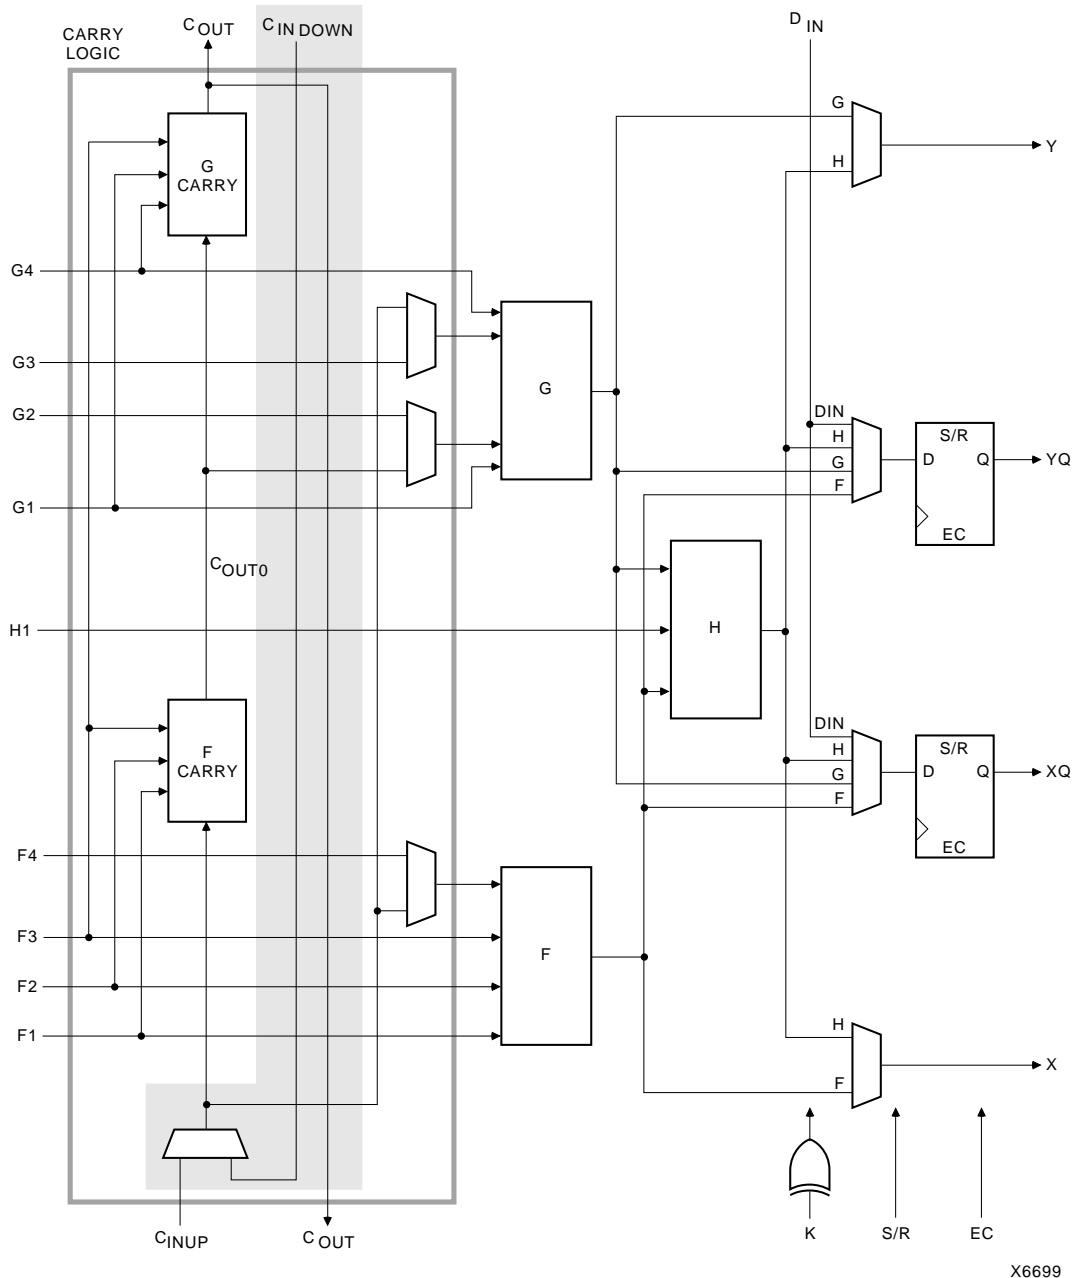 CARRY
LOGIC
C OUT
C IN DOWN
D IN
G
H
Y
G
CARRY
G4
G3
G2
G1
G
DIN
H
G
F
S/R
D
Q
EC
YQ
C OUT0
H1
H
F
CARRY
DIN
H
G
F
S/R
D
Q
EC
XQ
F4
F3
F2
F1
F
H
F
X
C INUP
C OUT
K
S/R
EC
X6699